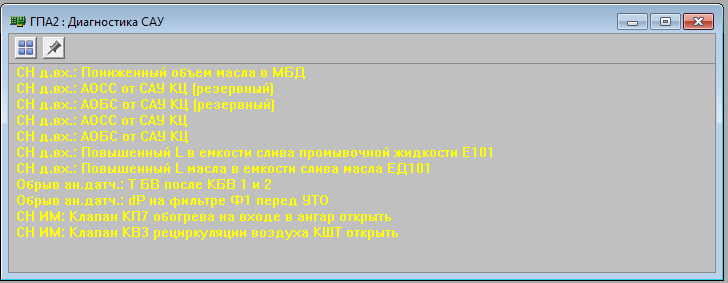 ГПА2 : Диагностика САУ
СН д.вх.: Пониженный объем масла в МБД
СН д.вх.: АОСС от САУ КЦ (резервный)
СН д.вх.: АОБС от САУ КЦ (резервный)
СН д.вх.: АОСС от САУ КЦ
СН д.вх.: АОБС от САУ КЦ
СН д.вх.: Повышенный L в емкости слива промывочной жидкости Е101
СН д.вх.: Повышенный L масла в емкости слива масла ЕД101
Обрыв ан.датч.: Т БВ после КБВ 1 и 2
Обрыв ан.датч.: dP на фильтре Ф1 перед УТО
СН ИМ: Клапан КП7 обогрева на входе в ангар открыть
СН ИМ: Клапан КВ3 рециркуляции воздуха КШТ открыть